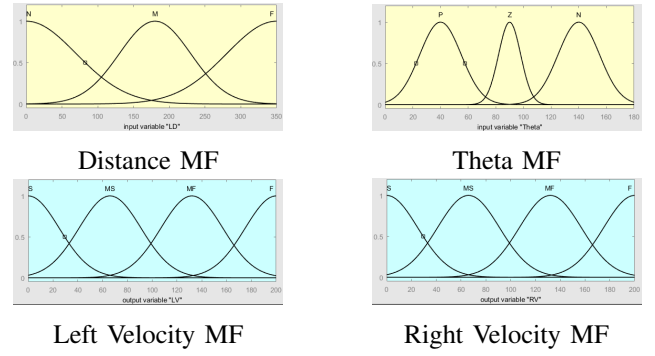 N M F
1
0.5
0
0 50 100 150 200 250 300 350
input variable "LD"
Distance MF
P Z N
1
0.5
0
0 20 40 60 80 100 120 140 160 180
input variable "Theta"
Theta MF
S MS MF F
1
0.5
0
0 20 40 60 80 100 120 140 160 180 200
output variable "LV"
Left Velocity MF
S MS MF F
1
0.5
0
0 20 40 60 80 100 120 140 160 180 200
output variable "RV"
Right Velocity MF